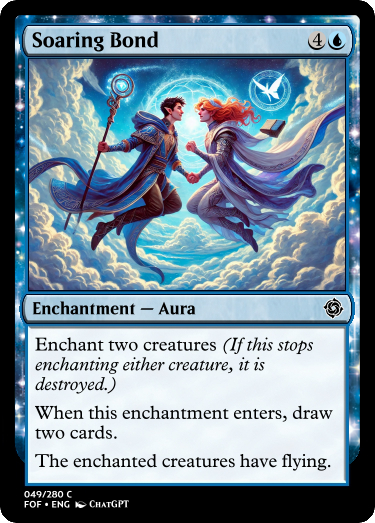 Soaring Bond 4
Enchantment — Aura
Enchant two creatures (If this stops
enchanting either creature, it is
destroyed.)
When this enchantment enters, draw
two cards.
The enchanted creatures have flying.
049/280 C
FOF • ENG ChatGPT